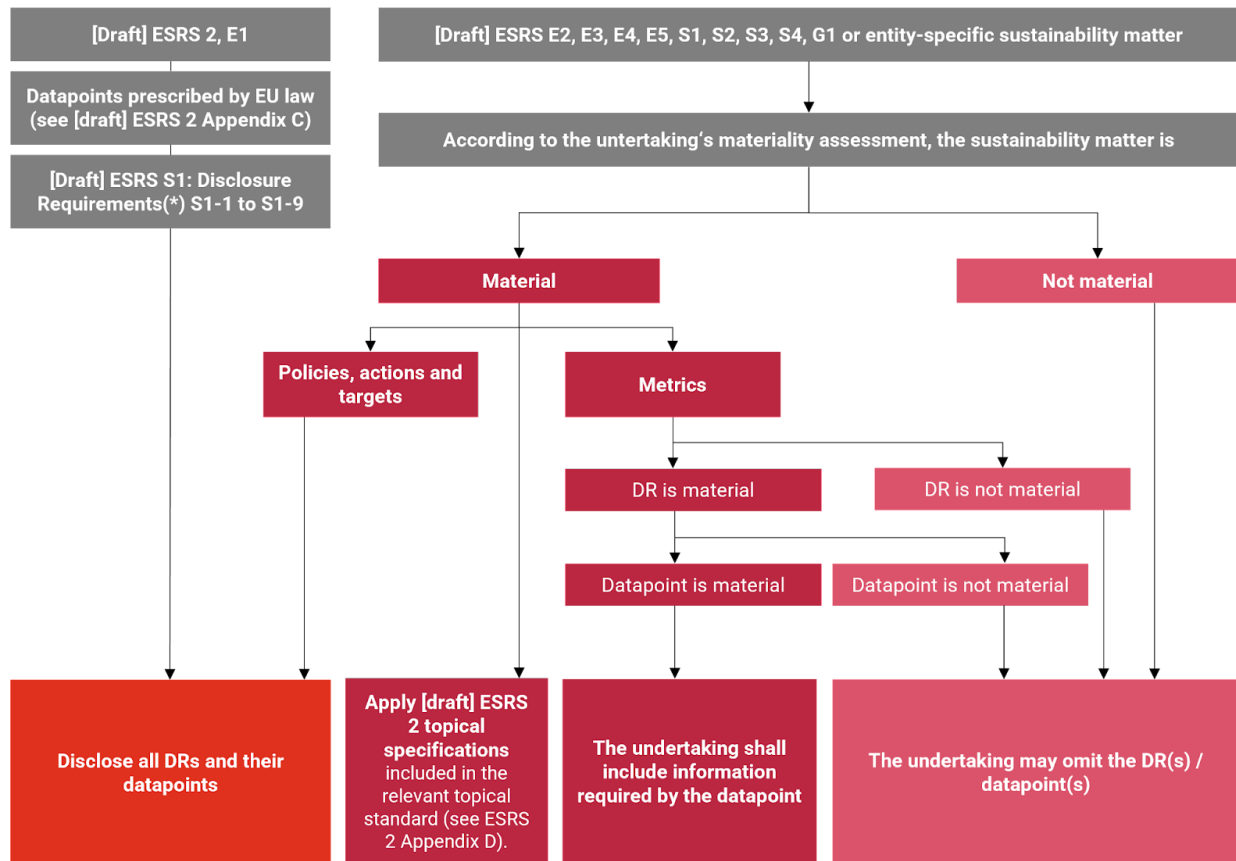 [Draft] ESRS 2, E1
[Draft] ESRS E2, E3, E4, E5, S1, S2, S3, S4, G1 or entity-specific sustainability matter
Datapoints prescribed by EU law
(see [draft] ESRS 2 Appendix C)
According to the untertaking‘s materiality assessment, the sustainability matter is
[Draft] ESRS S1: Disclosure
Requirements(*) S1-1 to S1-9
Material
Not material
Policies, actions and
targets
Metrics
DR is material
DR is not material
Datapoint is material
Datapoint is not material
Disclose all DRs and their
datapoints
Apply [draft] ESRS
2 topical
specifications
included in the
relevant topical
standard (see ESRS
2 Appendix D).
The undertaking shall
include information
required by the datapoint
The undertaking may omit the DR(s) /
datapoint(s)